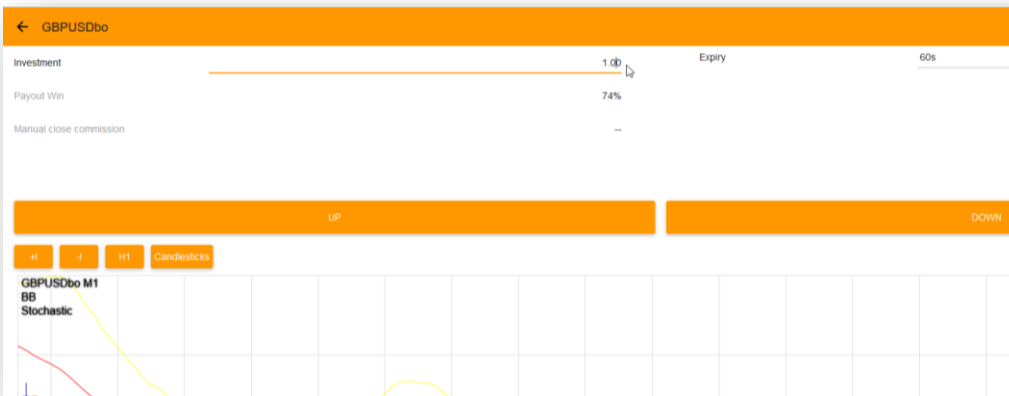 GBPUSDbo
Investment 1.00 Expiry 60s
Payout Win 74%
Manual close commission --
UP DOWN
+I -I H1 Candlesticks
GBPUSDbo M1
BB
Stochastic